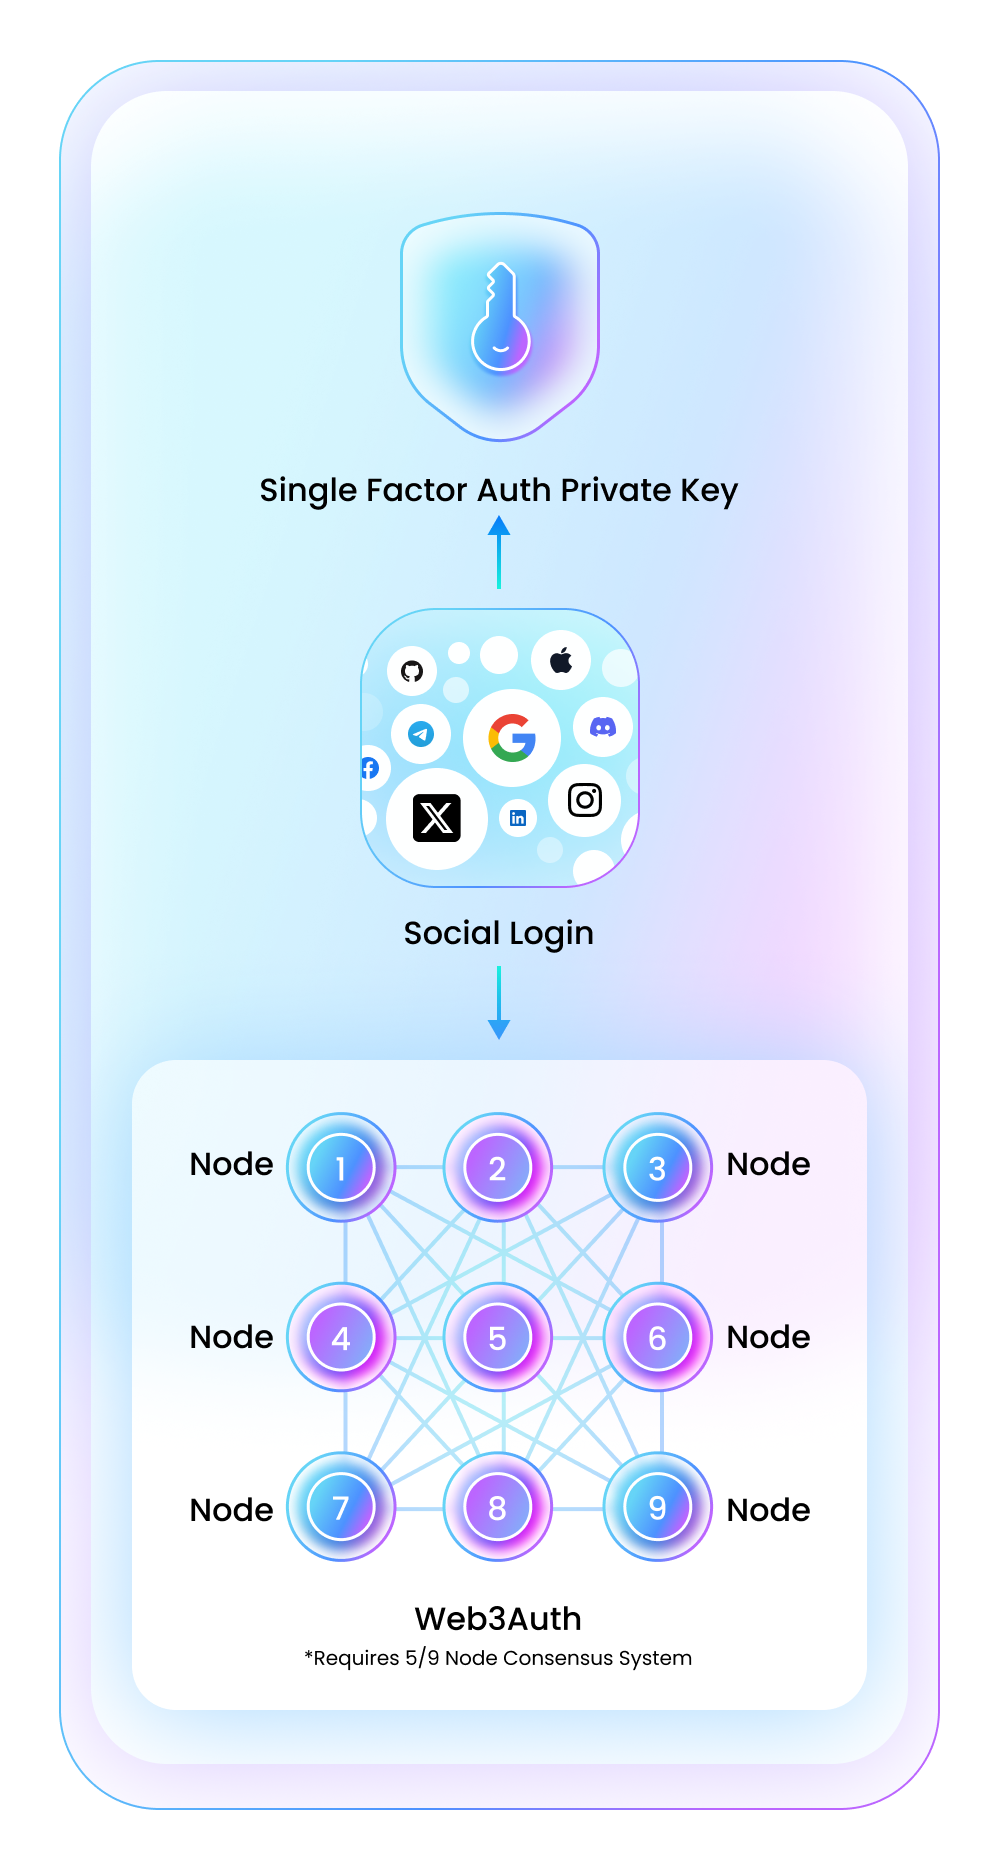 Single Factor Auth Private Key
Social Login
Node 1 2 3 Node
Node 4 5 6 Node
Node 7 8 9 Node
Web3Auth
*Requires 5/9 Node Consensus System